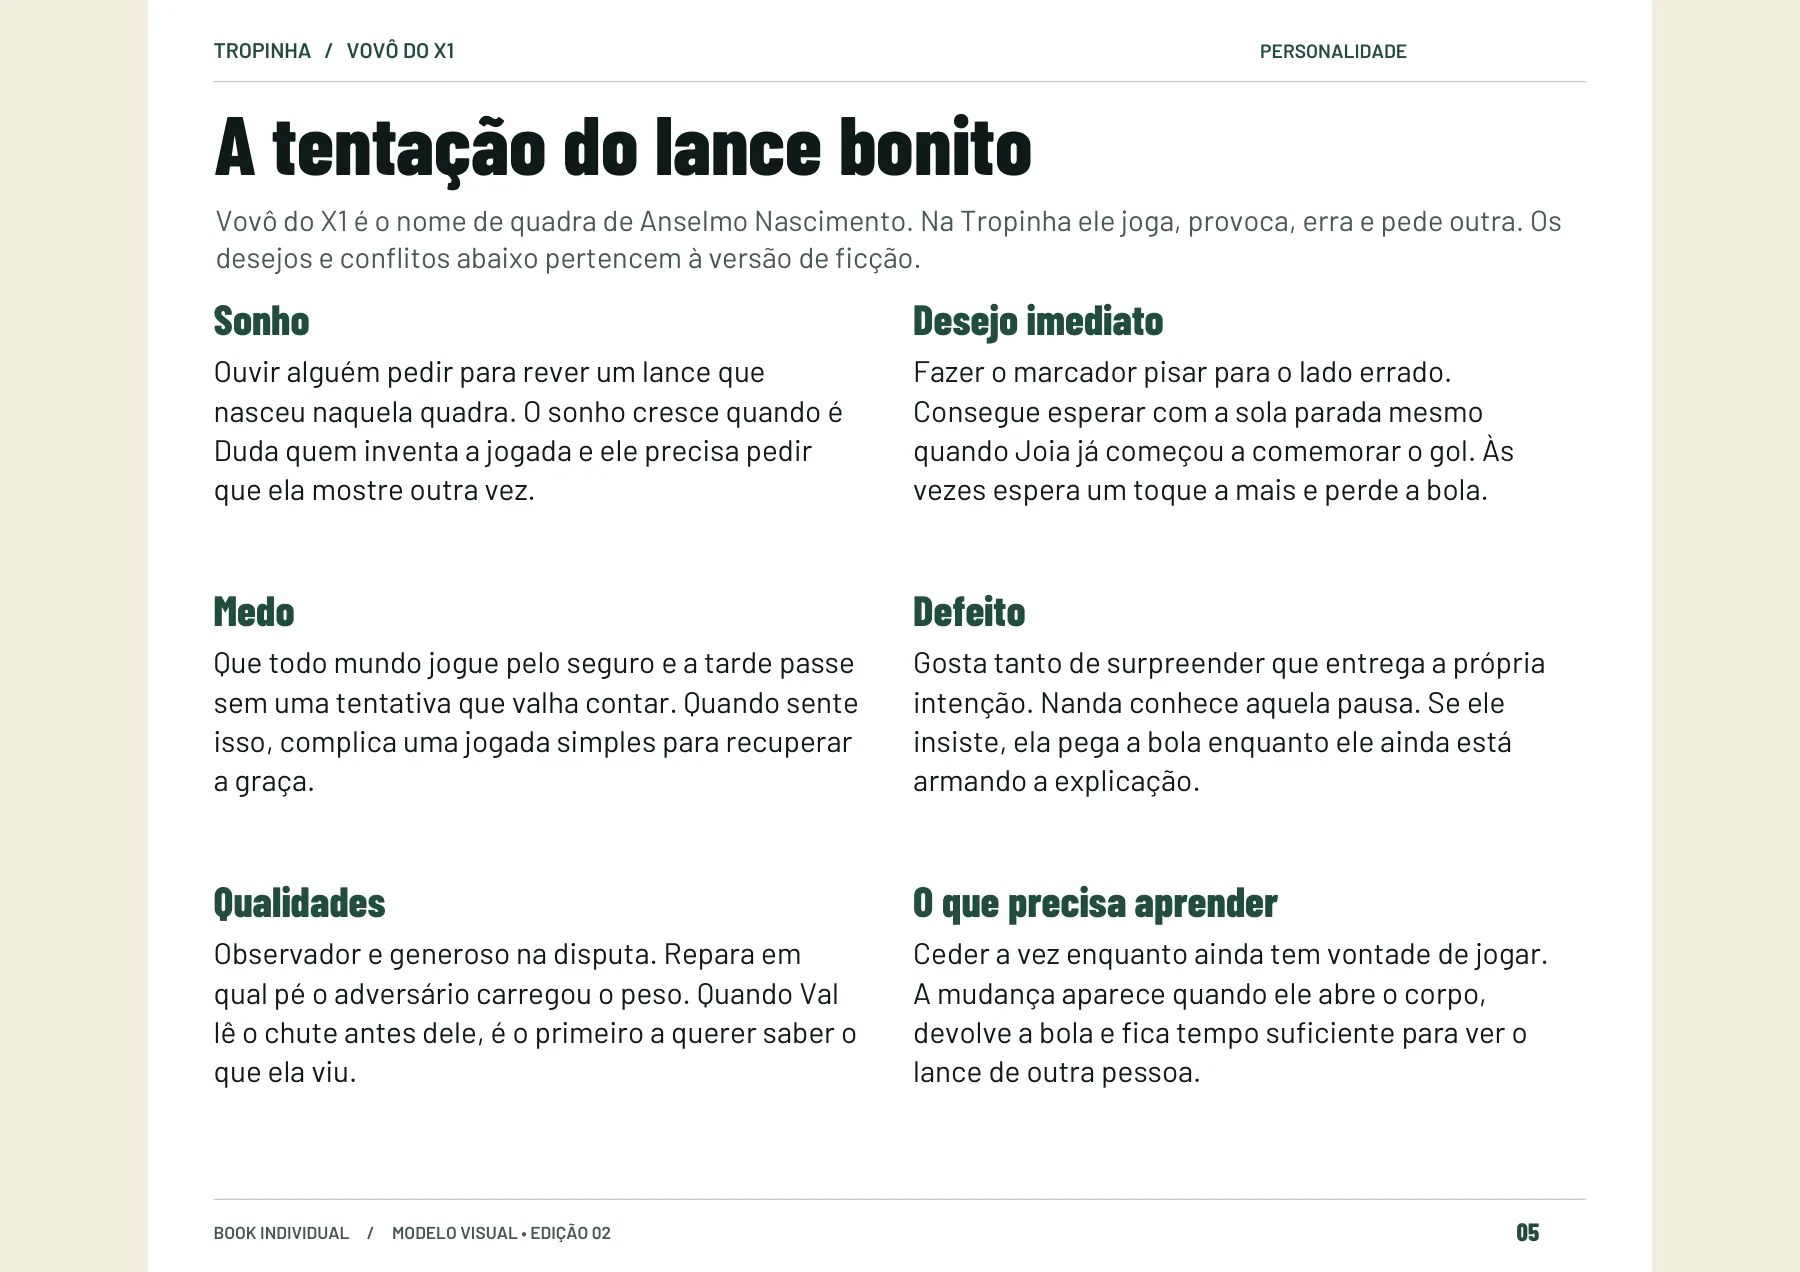 TROPINHA / VOVÔ DO X1
PERSONALIDADE
A tentação do lance bonito
Vovô do X1 é o nome de quadra de Anselmo Nascimento. Na Tropinha ele joga, provoca, erra e pede outra. Os
desejos e conflitos abaixo pertencem à versão de ficção.
Sonho
Ouvir alguém pedir para rever um lance que
nasceu naquela quadra. O sonho cresce quando é
Duda quem inventa a jogada e ele precisa pedir
que ela mostre outra vez.
Desejo imediato
Fazer o marcador pisar para o lado errado.
Consegue esperar com a sola parada mesmo
quando Joia já começou a comemorar o gol. Às
vezes espera um toque a mais e perde a bola.
Medo
Que todo mundo jogue pelo seguro e a tarde passe
sem uma tentativa que valha contar. Quando sente
isso, complica uma jogada simples para recuperar
a graça.
Defeito
Gosta tanto de surpreender que entrega a própria
intenção. Nanda conhece aquela pausa. Se ele
insiste, ela pega a bola enquanto ele ainda está
armando a explicação.
Qualidades
Observador e generoso na disputa. Repara em
qual pé o adversário carregou o peso. Quando Val
lê o chute antes dele, é o primeiro a querer saber o
que ela viu.
O que precisa aprender
Ceder a vez enquanto ainda tem vontade de jogar.
A mudança aparece quando ele abre o corpo,
devolve a bola e fica tempo suficiente para ver o
lance de outra pessoa.
BOOK INDIVIDUAL / MODELO VISUAL • EDIÇÃO 02
05